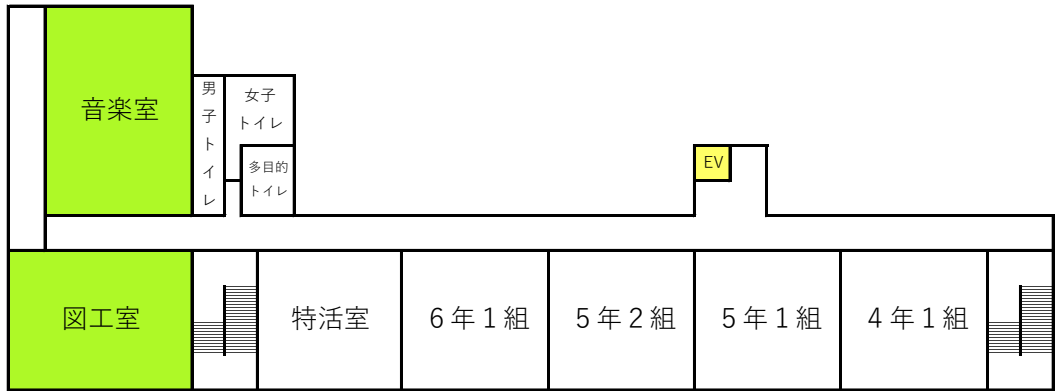 音楽室
男子トイレ
女子
トイレ
多目的
トイレ
EV
図工室
特活室
6年1組
5年2組
5年1組
4年1組